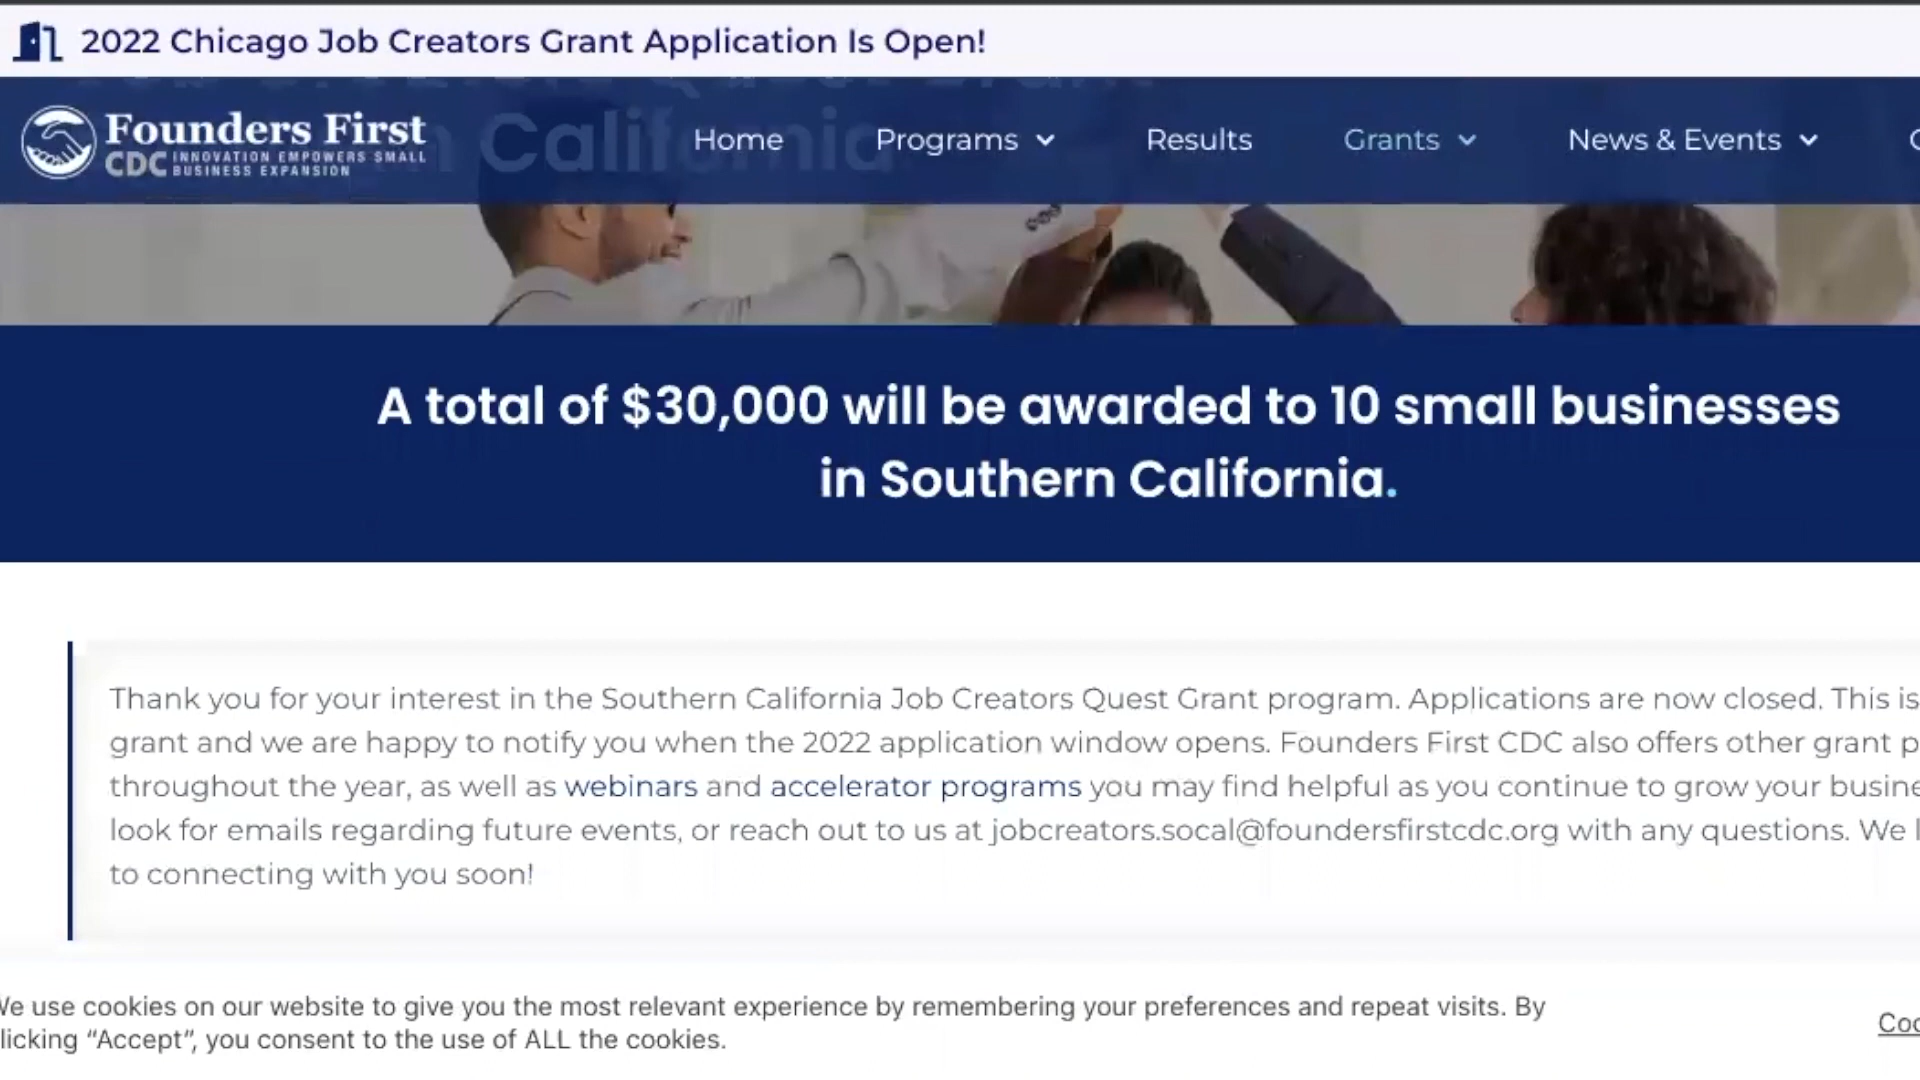 2022 Chicago Job Creators Grant Application Is Open!
Founders First
CDC INNOVATION EMPOWERS SMALL
BUSINESS EXPANSION
California
Home Programs Results Grants News & Events
A total of $30,000 will be awarded to 10 small businesses
in Southern California.
Thank you for your interest in the Southern California Job Creators Quest Grant program. Applications are now closed. This is
grant and we are happy to notify you when the 2022 application window opens. Founders First CDC also offers other grant p
throughout the year, as well as webinars and accelerator programs you may find helpful as you continue to grow your busine
look for emails regarding future events, or reach out to us at jobcreators.socal@foundersfirstcdc.org with any questions. We l
to connecting with you soon!
We use cookies on our website to give you the most relevant experience by remembering your preferences and repeat visits. By
licking “Accept”, you consent to the use of ALL the cookies.
Coo